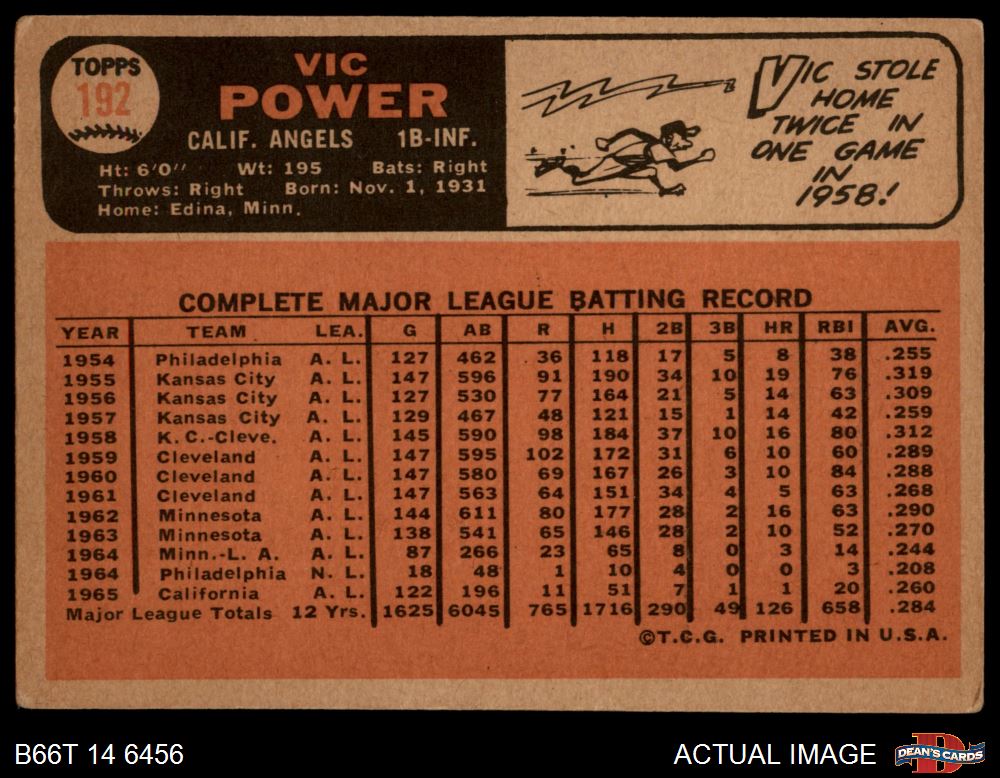 TOPPS
192
VIC
POWER
CALIF. ANGELS 1B-INF.
Ht: 6'0" Wt: 195 Bats: Right
Throws: Right Born: Nov. 1, 1931
Home: Edina, Minn.
VIC STOLE
HOME
TWICE IN
ONE GAME
IN
1958!
COMPLETE MAJOR LEAGUE BATTING RECORD
YEAR TEAM LEA. G AB R H 2B 3B HR RBI AVG.
1954 Philadelphia A. L. 127 462 36 118 17 5 8 38 .255
1955 Kansas City A. L. 147 596 91 190 34 10 19 76 .319
1956 Kansas City A. L. 127 530 77 164 21 5 14 63 .309
1957 Kansas City A. L. 129 467 48 121 15 1 14 42 .259
1958 K. C.-Cleve. A. L. 145 590 98 184 37 10 16 80 .312
1959 Cleveland A. L. 147 595 102 172 31 6 10 60 .289
1960 Cleveland A. L. 147 580 69 167 26 3 10 84 .288
1961 Cleveland A. L. 147 563 64 151 34 4 5 63 .268
1962 Minnesota A. L. 144 611 80 177 28 2 16 63 .290
1963 Minnesota A. L. 138 541 65 146 28 2 10 52 .270
1964 Minn.-L. A. A. L. 87 266 23 65 8 0 3 14 .244
1964 Philadelphia N. L. 18 48 1 10 4 0 0 3 .208
1965 California A. L. 122 196 11 51 7 1 1 20 .260
Major League Totals 12 Yrs. 1625 6045 765 1716 290 49 126 658 .284
©T.C.G. PRINTED IN U.S.A.
B66T 14 6456
ACTUAL IMAGE
DEAN'S CARDS